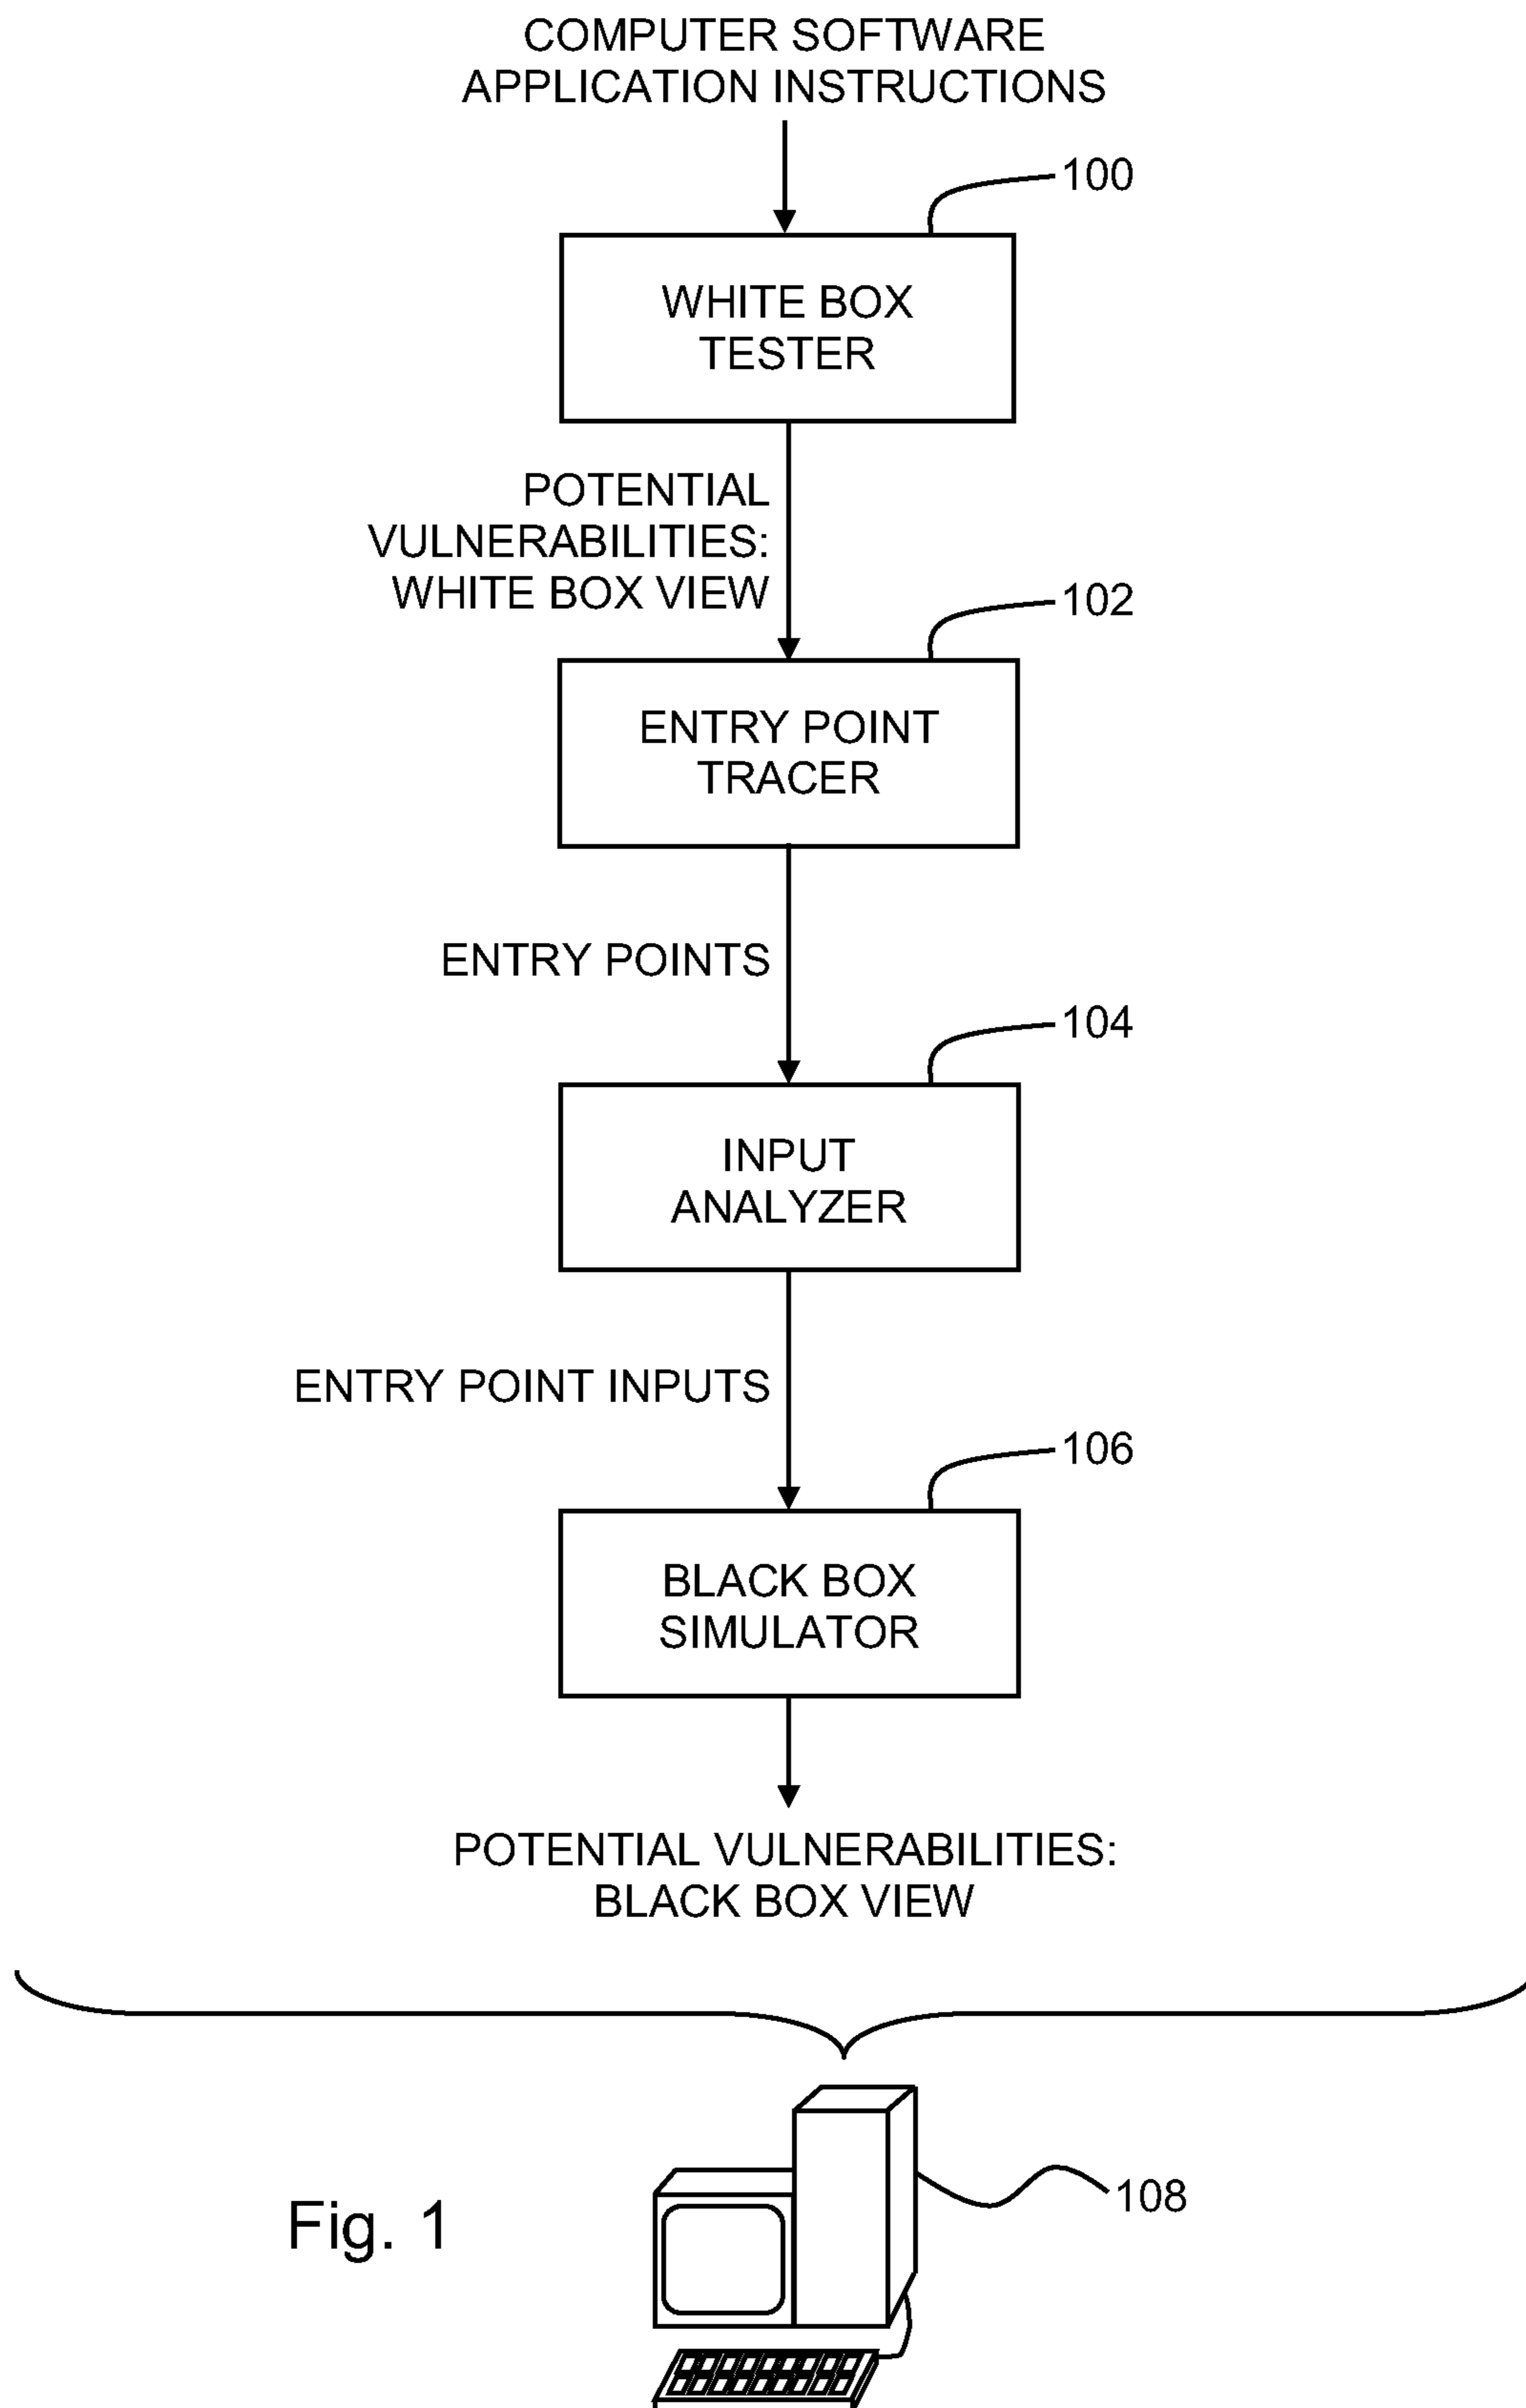 COMPUTER SOFTWARE
APPLICATION INSTRUCTIONS
100
WHITE BOX
TESTER
POTENTIAL
VULNERABILITIES:
WHITE BOX VIEW
102
ENTRY POINT
TRACER
ENTRY POINTS
104
INPUT
ANALYZER
ENTRY POINT INPUTS
106
BLACK BOX
SIMULATOR
POTENTIAL VULNERABILITIES:
BLACK BOX VIEW
108
Fig. 1